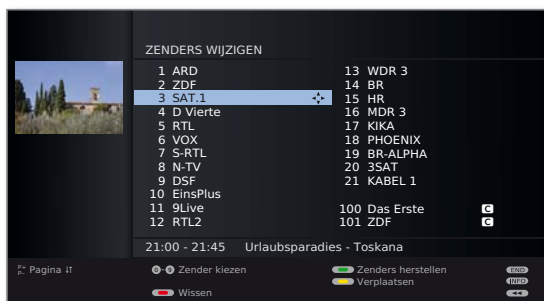 ZENDERS WIJZIGEN
1 ARD
2 ZDF
3 SAT.1
4 D Vierte
5 RTL
6 VOX
7 S-RTL
8 N-TV
9 DSF
10 EinsPlus
11 9Live
12 RTL2
13 WDR 3
14 BR
15 HR
16 MDR 3
17 KIKA
18 PHOENIX
19 BR-ALPHA
20 3SAT
21 KABEL 1
100 Das Erste C
101 ZDF C
21:00 - 21:45 Urlaubsparadies - Toskana
P+ P- Pagina
0-9 Zender kiezen
Wissen
Zenders herstellen
Verplaatsen
END
INFO